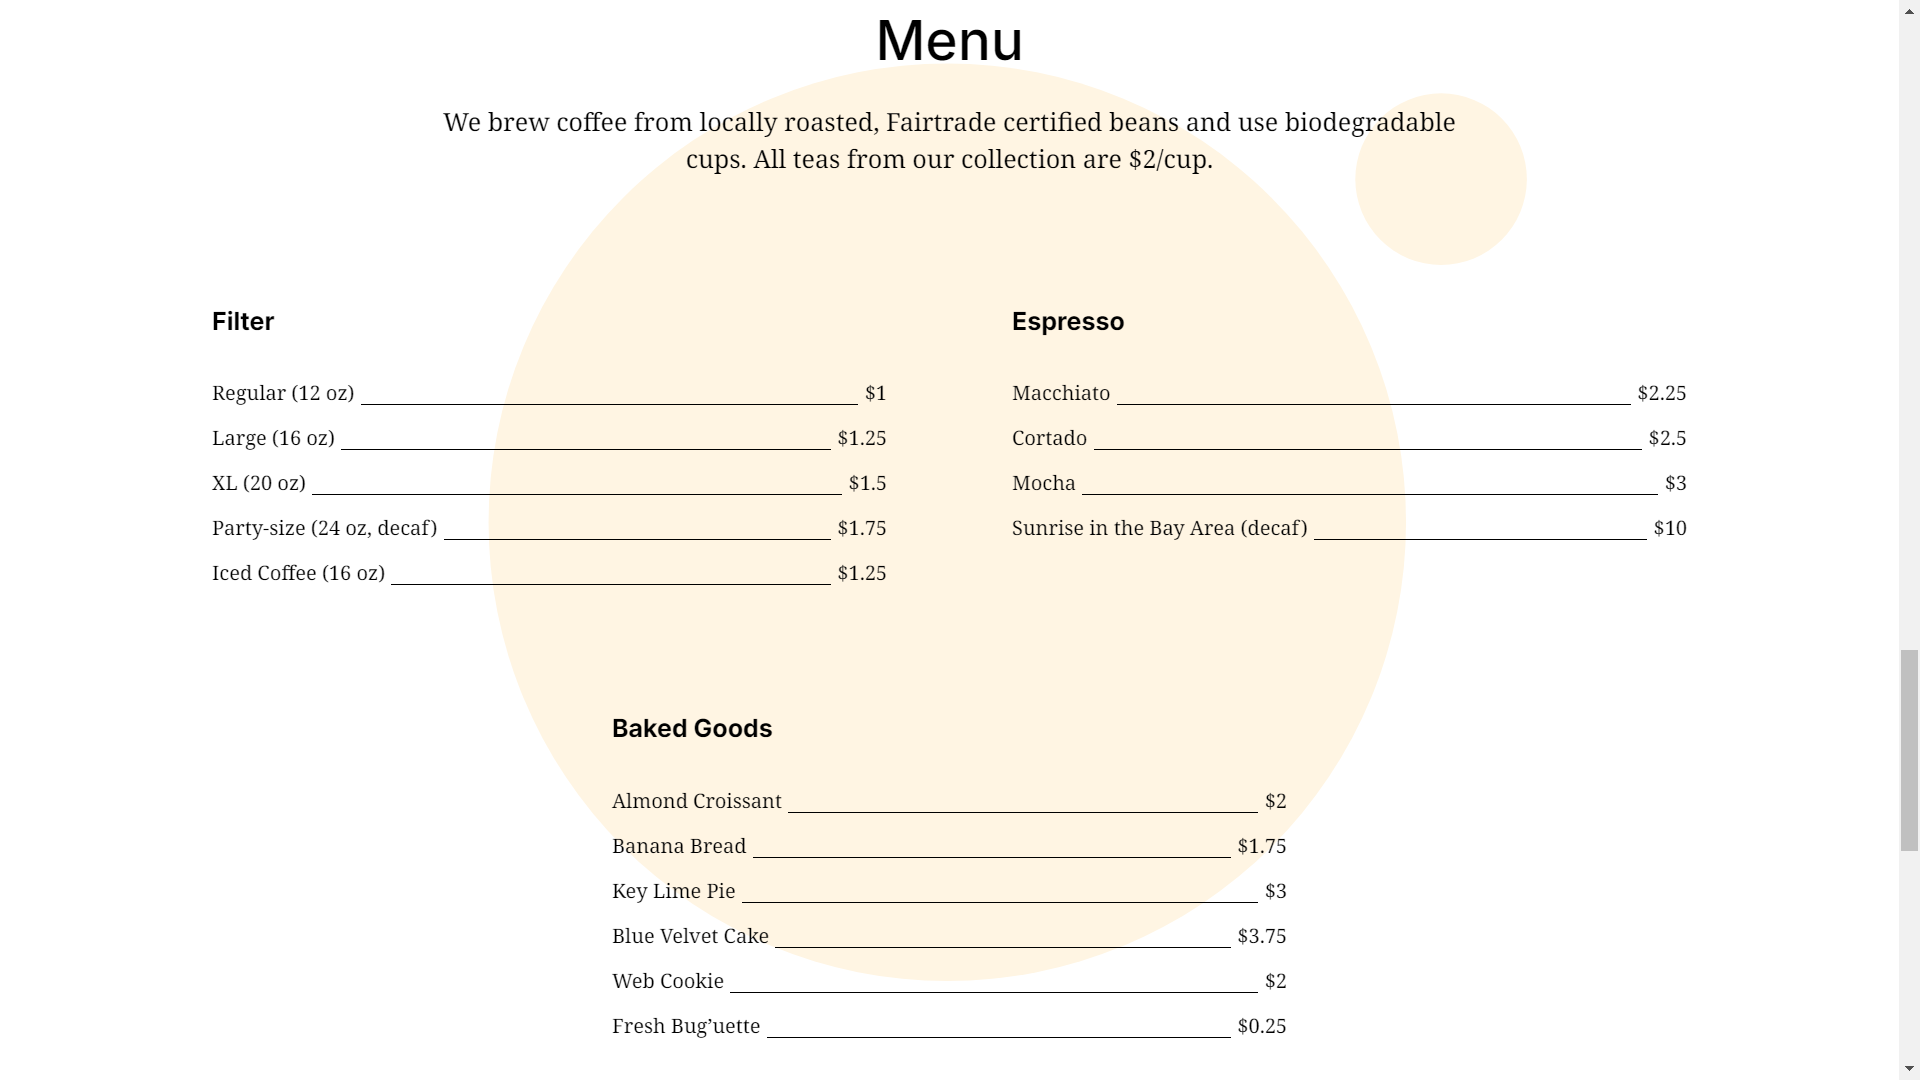 Menu
We brew coffee from locally roasted, Fairtrade certified beans and use biodegradable
cups. All teas from our collection are $2/cup.
Filter
Regular (12 oz) $1
Large (16 oz) $1.25
XL (20 oz) $1.5
Party-size (24 oz, decaf) $1.75
Iced Coffee (16 oz) $1.25
Espresso
Macchiato $2.25
Cortado $2.5
Mocha $3
Sunrise in the Bay Area (decaf) $10
Baked Goods
Almond Croissant $2
Banana Bread $1.75
Key Lime Pie $3
Blue Velvet Cake $3.75
Web Cookie $2
Fresh Bug’uette $0.25